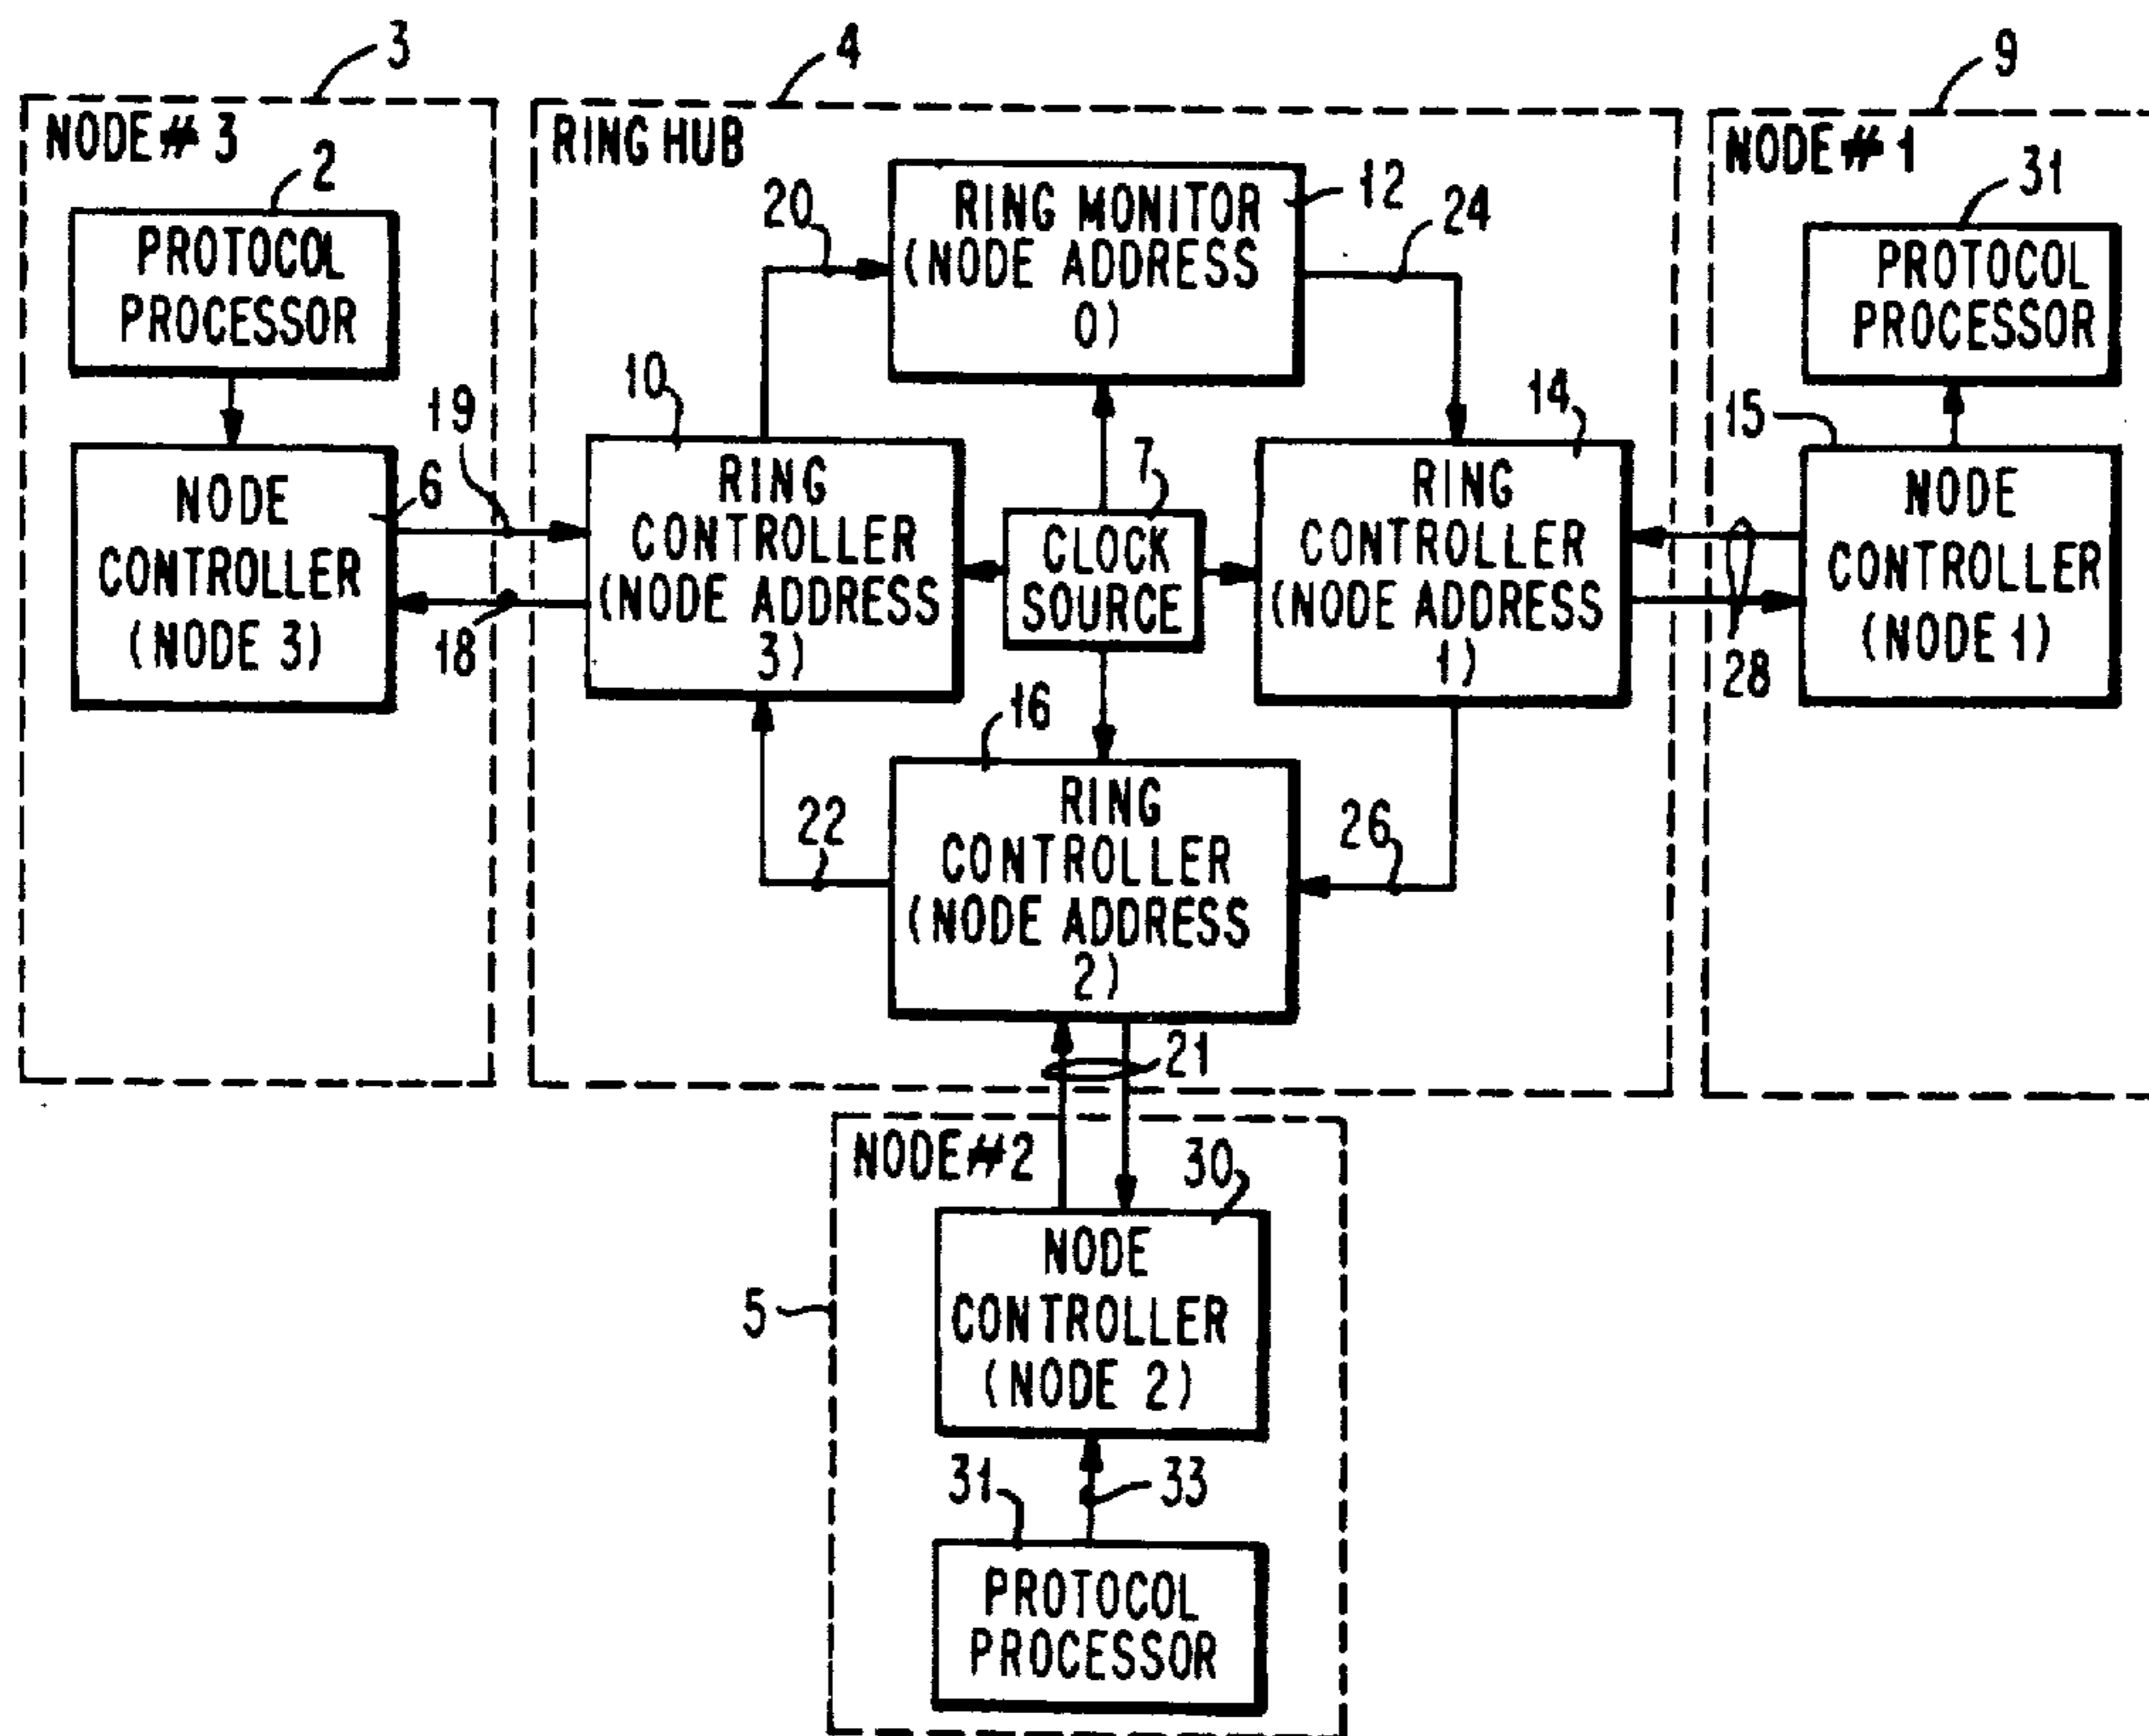 3
4
9
NODE # 3
RING HUB
NODE # 1
2
PROTOCOL
PROCESSOR
20
RING MONITOR
(NODE ADDRESS
0)
12
24
31
PROTOCOL
PROCESSOR
19
6
NODE
CONTROLLER
(NODE 3)
18
10
RING
CONTROLLER
(NODE ADDRESS
3)
7
CLOCK
SOURCE
14
RING
CONTROLLER
(NODE ADDRESS
1)
28
15
NODE
CONTROLLER
(NODE 1)
16
22
RING
CONTROLLER
(NODE ADDRESS
2)
26
21
NODE #2
30
5
NODE
CONTROLLER
(NODE 2)
31
33
PROTOCOL
PROCESSOR